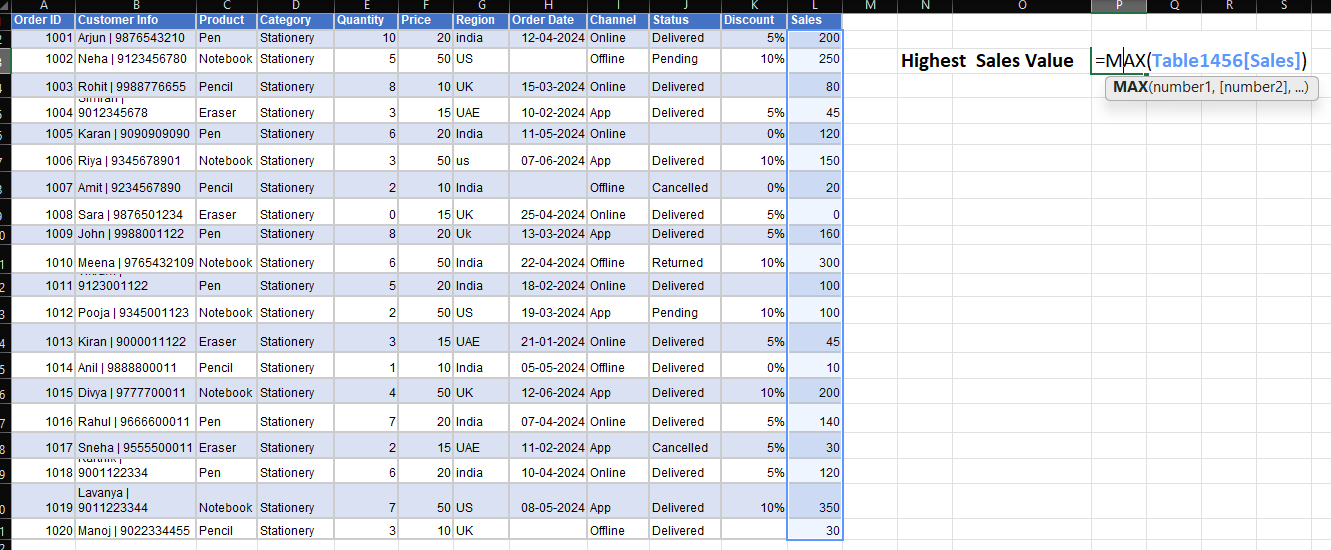 A B C D E F G H I J K L M N O P Q R S
Order ID Customer Info Product Category Quantity Price Region Order Date Channel Status Discount Sales
1001 Arjun | 9876543210 Pen Stationery 10 20 india 12-04-2024 Online Delivered 5% 200
1002 Neha | 9123456780 Notebook Stationery 5 50 US Offline Pending 10% 250
Highest Sales Value =MAX(Table1456[Sales])
MAX(number1, [number2], ...)
1003 Rohit | 9988776655 Pencil Stationery 8 10 UK 15-03-2024 Online Delivered 80
1004 9012345678 Eraser Stationery 3 15 UAE 10-02-2024 App Delivered 5% 45
1005 Karan | 9090909090 Pen Stationery 6 20 India 11-05-2024 Online 0% 120
1006 Riya | 9345678901 Notebook Stationery 3 50 us 07-06-2024 App Delivered 10% 150
1007 Amit | 9234567890 Pencil Stationery 2 10 India Offline Cancelled 0% 20
1008 Sara | 9876501234 Eraser Stationery 0 15 UK 25-04-2024 Online Delivered 5% 0
1009 John | 9988001122 Pen Stationery 8 20 Uk 13-03-2024 App Delivered 5% 160
1010 Meena | 9765432109 Notebook Stationery 6 50 India 22-04-2024 Offline Returned 10% 300
1011 9123001122 Pen Stationery 5 20 India 18-02-2024 Online Delivered 100
1012 Pooja | 9345001123 Notebook Stationery 2 50 US 19-03-2024 App Pending 10% 100
1013 Kiran | 9000011122 Eraser Stationery 3 15 UAE 21-01-2024 Online Delivered 5% 45
1014 Anil | 9888800011 Pencil Stationery 1 10 India 05-05-2024 Offline Delivered 0% 10
1015 Divya | 9777700011 Notebook Stationery 4 50 UK 12-06-2024 App Delivered 10% 200
1016 Rahul | 9666600011 Pen Stationery 7 20 India 07-04-2024 Online Delivered 5% 140
1017 Sneha | 9555500011 Eraser Stationery 2 15 UAE 11-02-2024 App Cancelled 5% 30
1018 9001122334 Pen Stationery 6 20 india 10-04-2024 Online Delivered 5% 120
Lavanya |
1019 9011223344 Notebook Stationery 7 50 US 08-05-2024 App Delivered 10% 350
1020 Manoj | 9022334455 Pencil Stationery 3 10 UK Offline Delivered 30